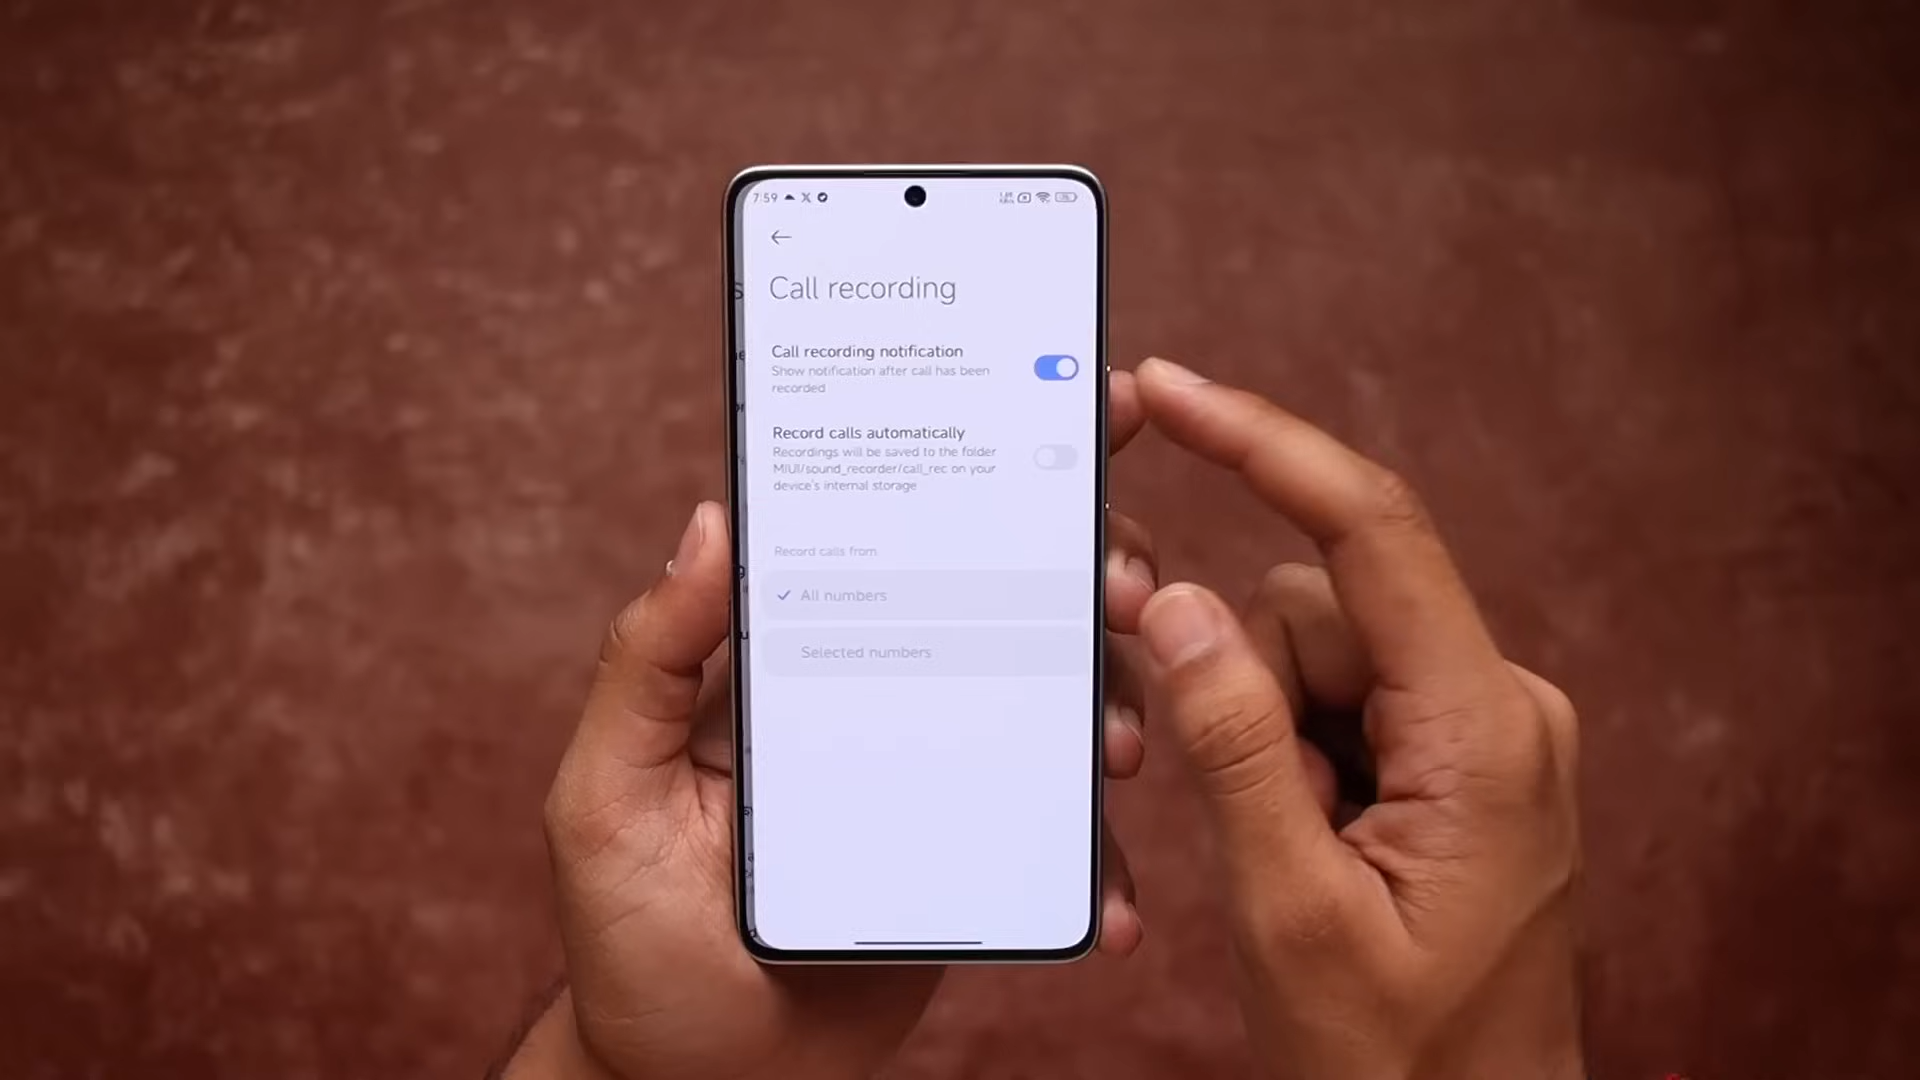 7:59
Call recording
Call recording notification
Show notification after call has been
recorded
Record calls automatically
Recordings will be saved to the folder
MIUI/sound_recorder/call_rec on your
device's internal storage
Record calls from
All numbers
Selected numbers